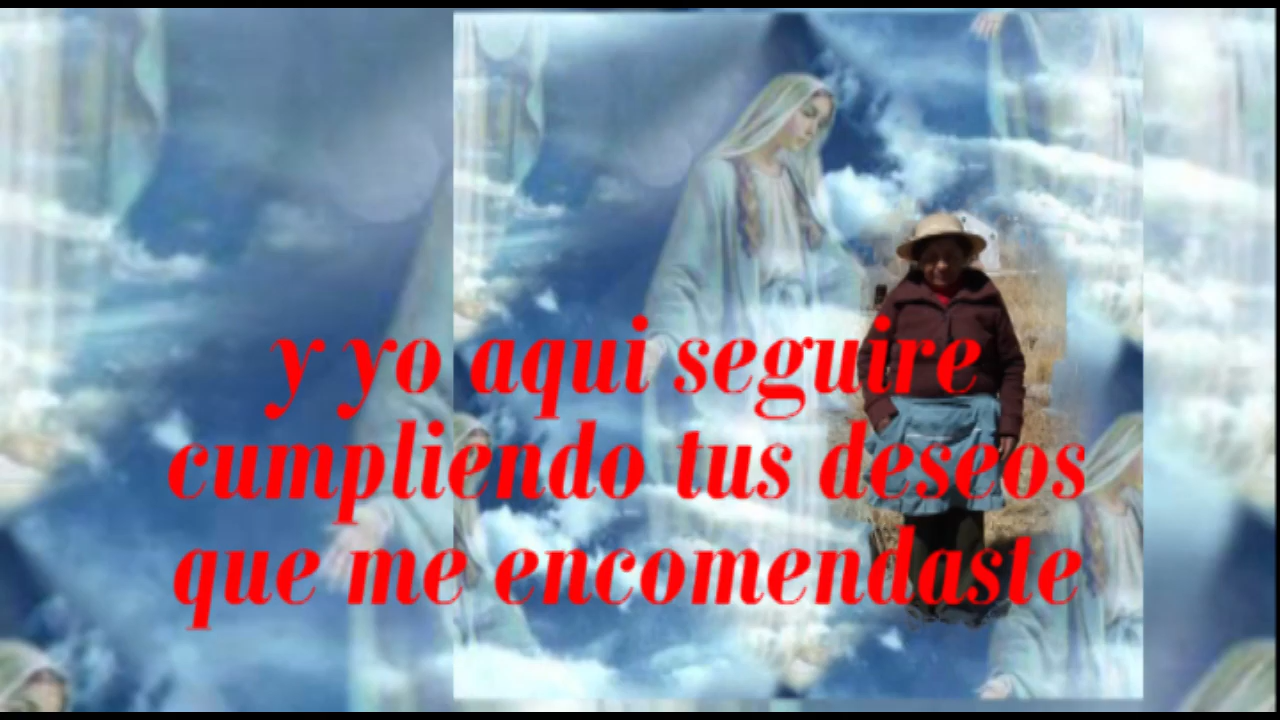 y yo aqui seguire
cumpliendo tus deseos
que me encomendaste